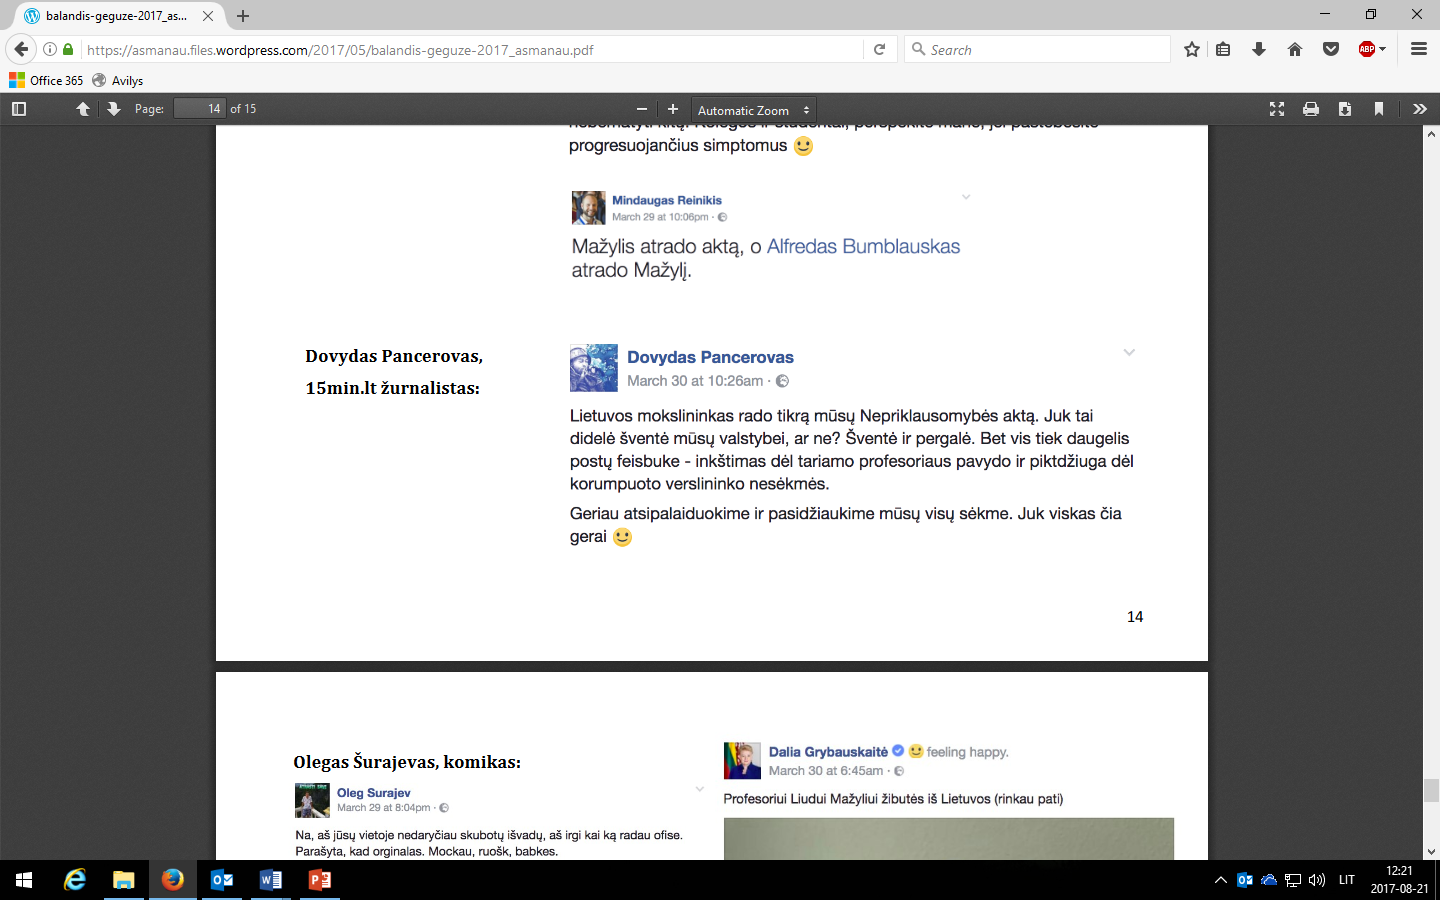 balandis-geguze-2017_as...
https://asmanau.files.wordpress.com/2017/05/balandis-geguze-2017_asmanau.pdf
Search
ABP
Office 365
Avilys
Page: 14 of 15
Automatic Zoom
progresuojančius simptomus
Mindaugas Reinikis
March 29 at 10:06pm ·
Mažylis atrado aktą, o Alfredas Bumblauskas
atrado Mažylį.
Dovydas Pancerovas,
15min.lt žurnalistas:
Dovydas Pancerovas
March 30 at 10:26am ·
Lietuvos mokslininkas rado tikrą mūsų Nepriklausomybės aktą. Juk tai
didelė šventė mūsų valstybei, ar ne? Šventė ir pergalė. Bet vis tiek daugelis
postų feisbuke - inkštimas dėl tariamo profesoriaus pavydo ir piktdžiuga dėl
korumpuoto verslininko nesėkmės.
Geriau atsipalaiduokime ir pasidžiaukime mūsų visų sėkme. Juk viskas čia
gerai
14
Olegas Šurajevas, komikas:
Oleg Surajev
March 29 at 8:04pm ·
Na, aš jūsų vietoje nedaryčiau skubotų išvadų, aš irgi kai ką radau ofise.
Parašyta, kad orginalas. Mockau, ruošk, babkes.
Dalia Grybauskaitė feeling happy.
March 30 at 6:45am ·
Profesoriui Liudui Mažyliui žibutės iš Lietuvos (rinkau pati)
LIT
12:21
2017-08-21